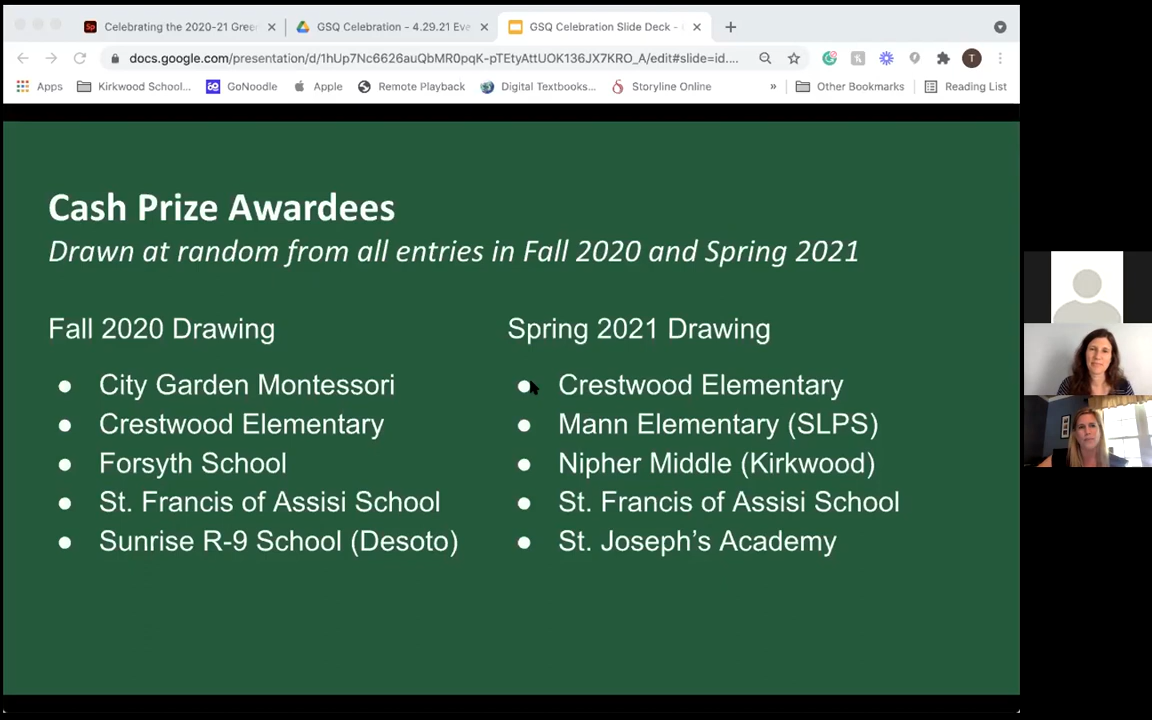 Celebrating the 2020-21 Gree
GSQ Celebration - 4.29.21 Eve
GSQ Celebration Slide Deck -
docs.google.com/presentation/d/1hUp7Nc6626auQbMR0pqK-pTEtyAttUOK136JX7KRO_A/edit#slide=id....
T
Apps
Kirkwood School...
GoNoodle
Apple
Remote Playback
Digital Textbooks...
Storyline Online
»
Other Bookmarks
Reading List
Cash Prize Awardees
Drawn at random from all entries in Fall 2020 and Spring 2021
Fall 2020 Drawing
● City Garden Montessori
● Crestwood Elementary
● Forsyth School
● St. Francis of Assisi School
● Sunrise R-9 School (Desoto)
Spring 2021 Drawing
● Crestwood Elementary
● Mann Elementary (SLPS)
● Nipher Middle (Kirkwood)
● St. Francis of Assisi School
● St. Joseph’s Academy